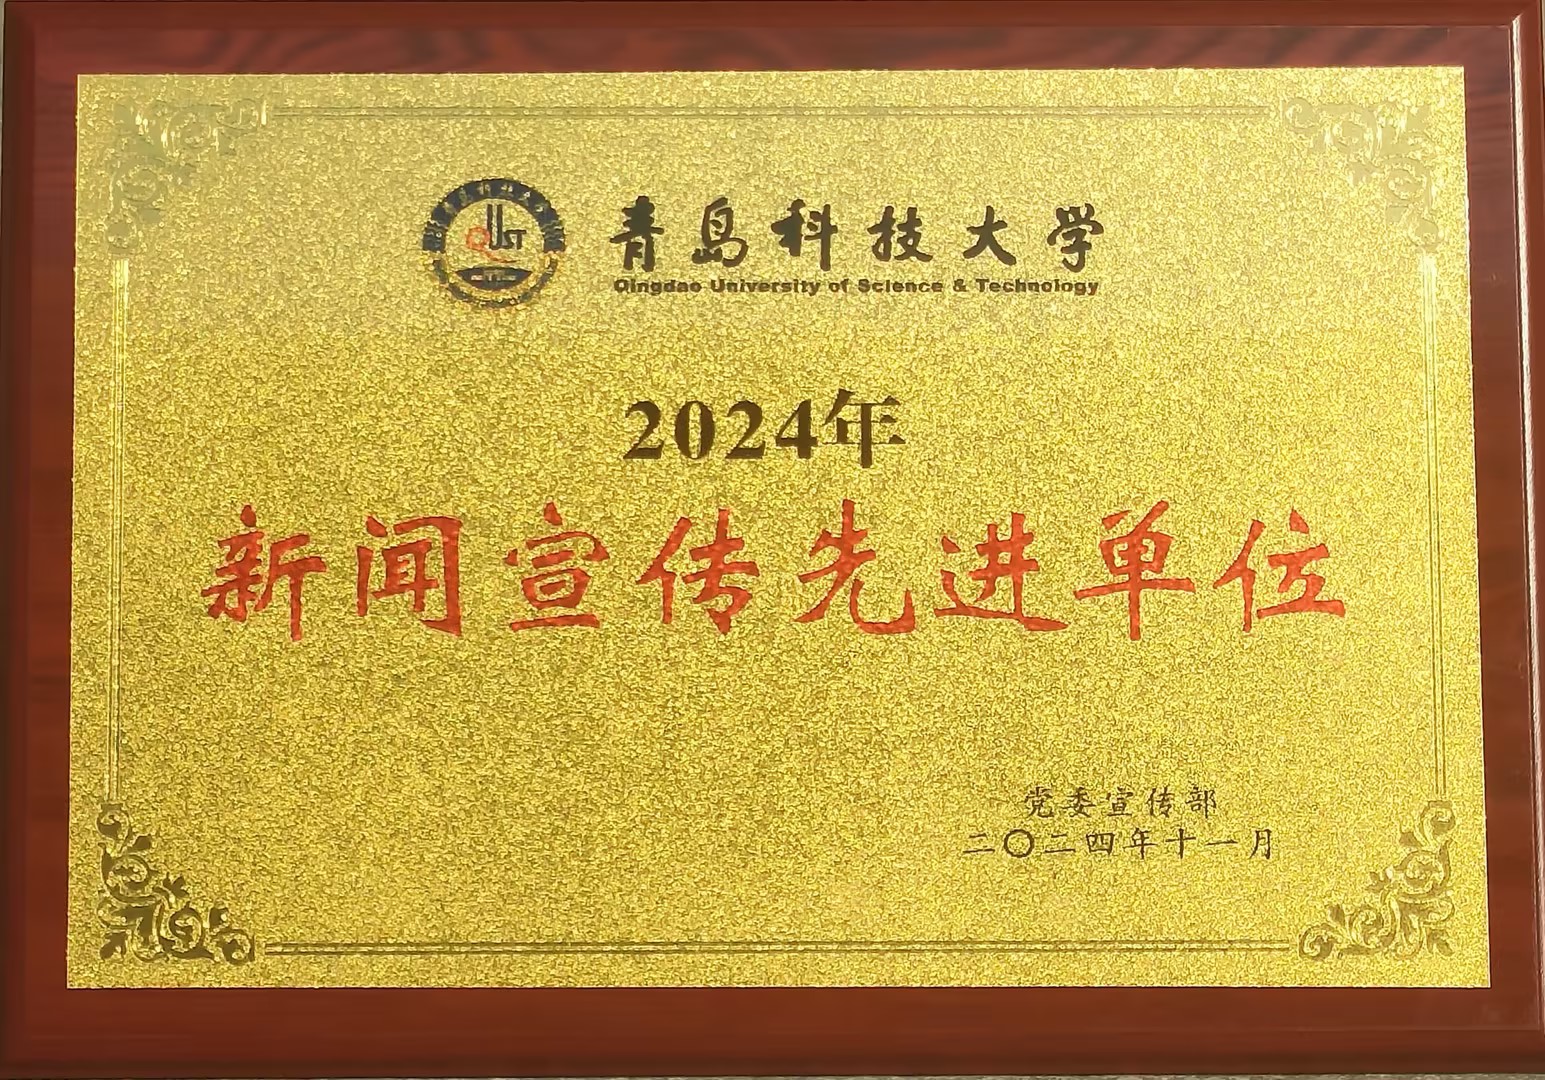 青岛科技大学
Qingdao University of Science & Technology
2024年
新闻宣传先进单位
党委宣传部
二〇二四年十一月